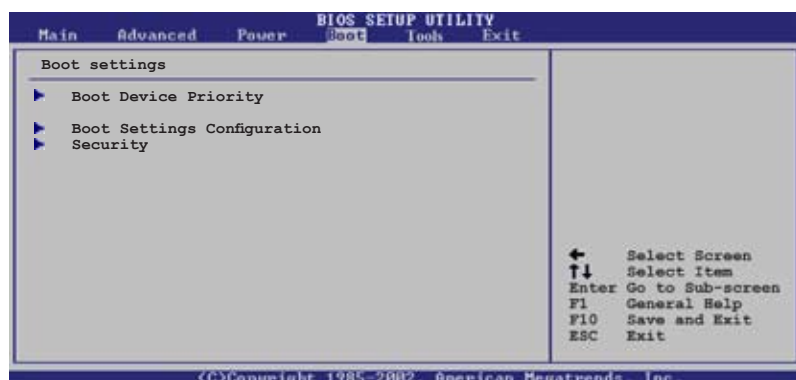 BIOS SETUP UTILITY
Main Advanced Power Boot Tools Exit
Boot settings
Boot Device Priority
Boot Settings Configuration
Security
← Select Screen
↑↓ Select Item
Enter Go to Sub-screen
F1 General Help
F10 Save and Exit
ESC Exit
(C)Copyright 1985-2002, American Megatrends, Inc.